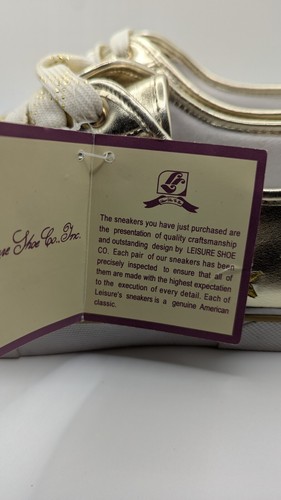 re Shoe Co. Inc.
The sneakers you have just purchased are
the presentation of quality craftsmanship
and outstanding design by LEISURE SHOE
CO. Each pair of our sneakers has been
precisely inspected to ensure that all of
them are made with the highest expectation
to the execution of every detail. Each of
Leisure's sneakers is a genuine American
classic.